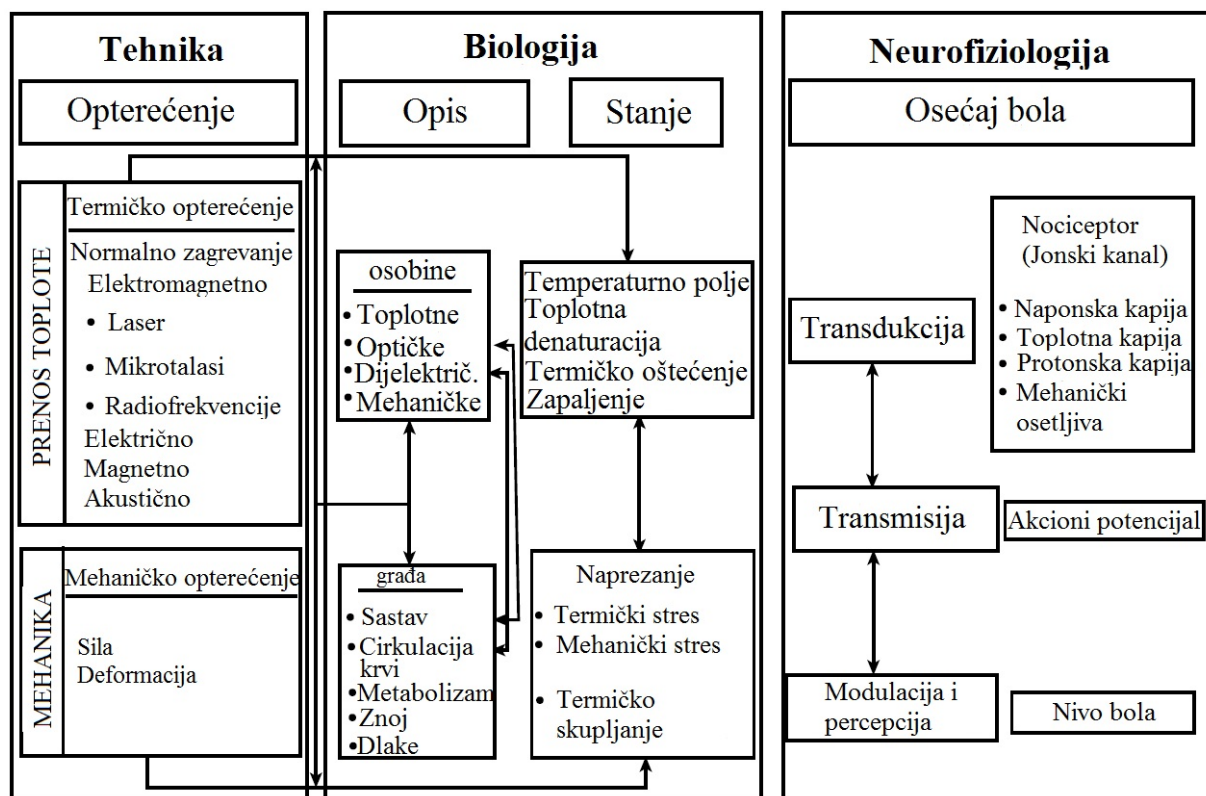 Tehnika
Opterećenje
PRENOS TOPLOTE
Termičko opterećenje
Normalno zagrevanje
Elektromagnetno
• Laser
• Mikrotalasi
• Radiofrekvencije
Električno
Magnetno
Akustično
MEHANIKA
Mehaničko opterećenje
Sila
Deformacija
Biologija
Opis
Stanje
osobine
• Toplotne
• Optičke
• Dijelektrič.
• Mehaničke
Temperaturno polje
Toplotna
denaturacija
Termičko oštećenje
Zapaljenje
građa
• Sastav
• Cirkulacija
krvi
• Metabolizam
• Znoj
• Dlake
Naprezanje
• Termički stres
• Mehanički stres
• Termičko
skupljanje
Neurofiziologija
Osećaj bola
Nociceptor
(Jonski kanal)
• Naponska kapija
• Toplotna kapija
• Protonska kapija
• Mehanički
osetljiva
Transdukcija
Transmisija
Akcioni potencijal
Modulacija i
percepcija
Nivo bola